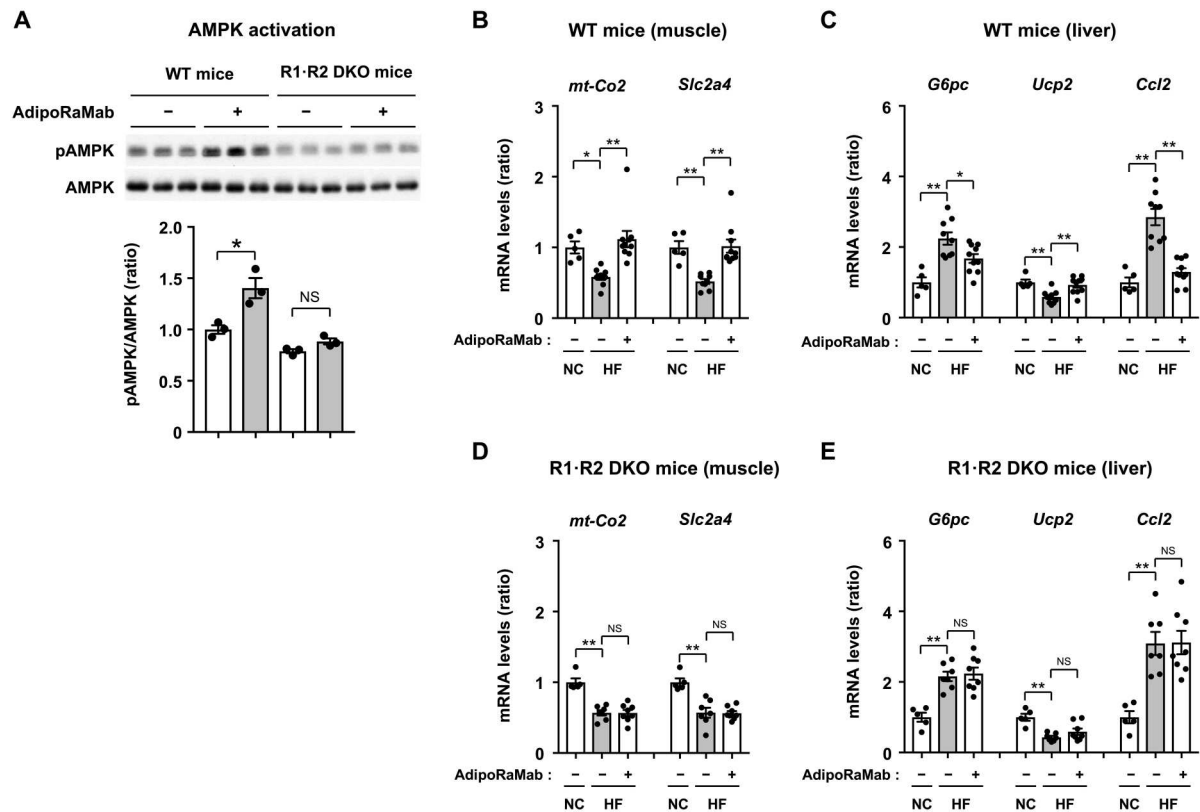 A
AMPK activation
WT mice
R1·R2 DKO mice
AdipoRaMab
– + – +
pAMPK
AMPK
pAMPK/AMPK (ratio)
2.0
1.5
1.0
0.5
0
*
NS
B
WT mice (muscle)
mt-Co2
Slc2a4
mRNA levels (ratio)
3
2
1
0
* ** ** **
AdipoRaMab : – – + – – +
NC HF NC HF
C
WT mice (liver)
G6pc
Ucp2
Ccl2
mRNA levels (ratio)
6
4
2
0
** * ** ** ** **
AdipoRaMab : – – + – – + – – +
NC HF NC HF NC HF
D
R1·R2 DKO mice (muscle)
mt-Co2
Slc2a4
mRNA levels (ratio)
3
2
1
0
** NS ** NS
AdipoRaMab : – – + – – +
NC HF NC HF
E
R1·R2 DKO mice (liver)
G6pc
Ucp2
Ccl2
mRNA levels (ratio)
6
4
2
0
** NS ** NS ** NS
AdipoRaMab : – – + – – + – – +
NC HF NC HF NC HF